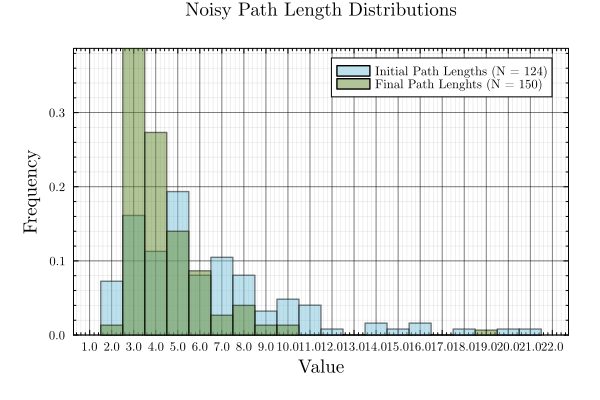 Noisy Path Length Distributions
Initial Path Lengths (N = 124)
Final Path Lenghts (N = 150)
Frequency
0.3
0.2
0.1
0.0
1.0 2.0 3.0 4.0 5.0 6.0 7.0 8.0 9.0 10.0 11.0 12.0 13.0 14.0 15.0 16.0 17.0 18.0 19.0 20.0 21.0 22.0
Value